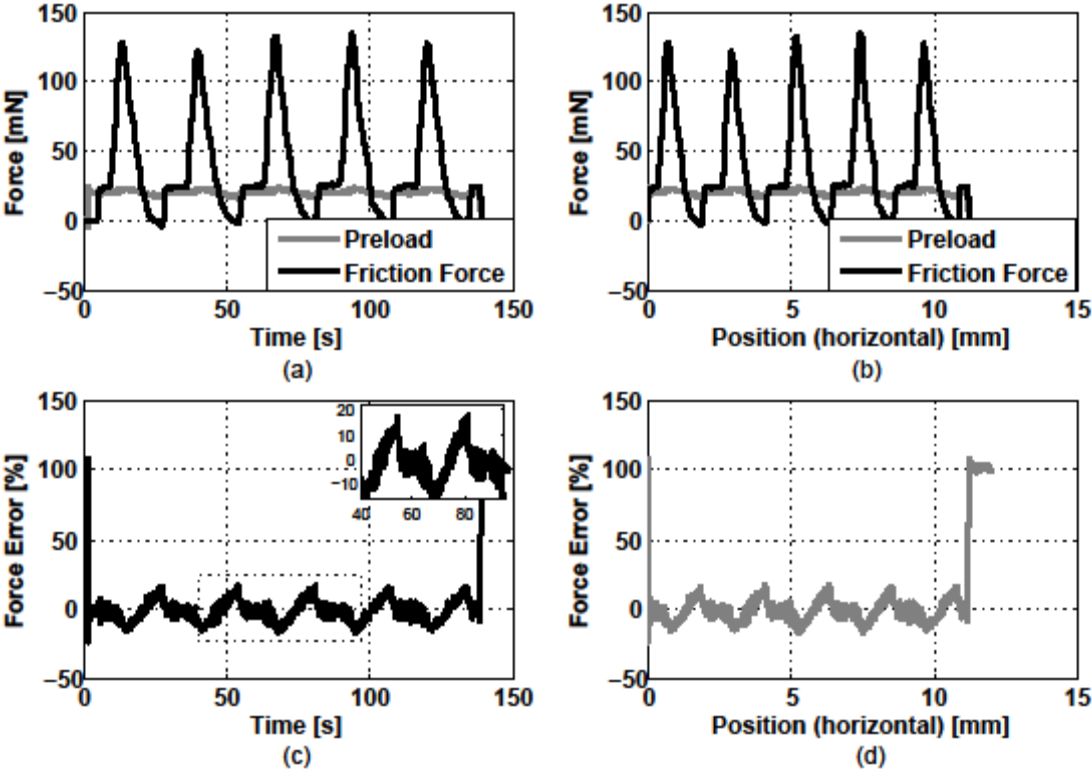 150
100
50
0
−50
Force [mN]
Preload
Friction Force
0 50 100 150
Time [s]
(a)
150
100
50
0
−50
Force [mN]
Preload
Friction Force
0 5 10 15
Position (horizontal) [mm]
(b)
150
100
50
0
−50
Force Error [%]
20
10
0
−10
40 60 80
0 50 100 150
Time [s]
(c)
150
100
50
0
−50
Force Error [%]
0 5 10 15
Position (horizontal) [mm]
(d)